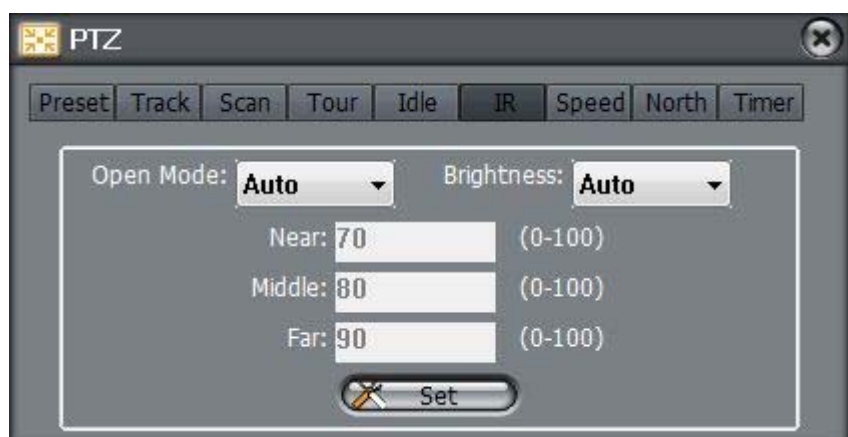 PTZ
Preset Track Scan Tour Idle IR Speed North Timer
Open Mode: Auto Brightness: Auto
Near: 70 (0-100)
Middle: 80 (0-100)
Far: 90 (0-100)
Set